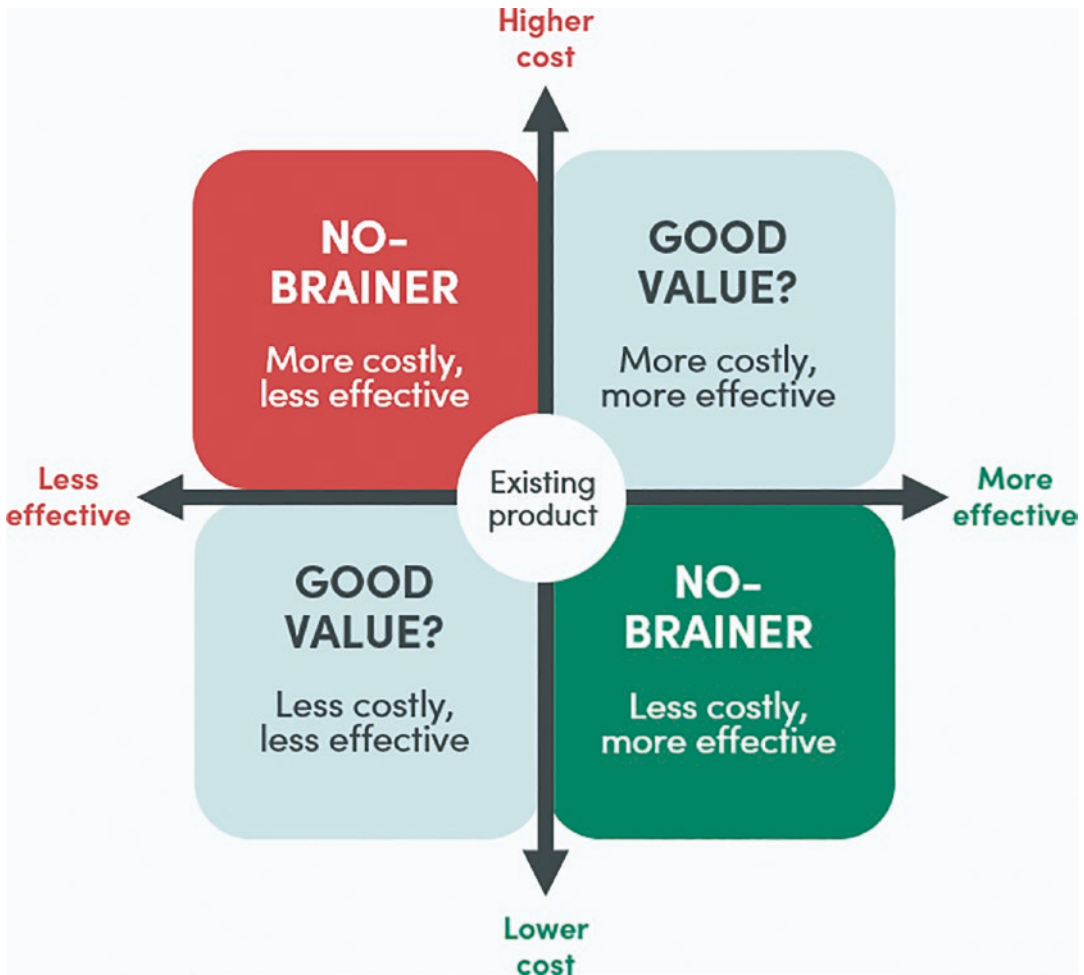 Higher
cost
NO-
BRAINER
More costly,
less effective
GOOD
VALUE?
More costly,
more effective
Less
effective
Existing
product
More
effective
GOOD
VALUE?
Less costly,
less effective
NO-
BRAINER
Less costly,
more effective
Lower
cost